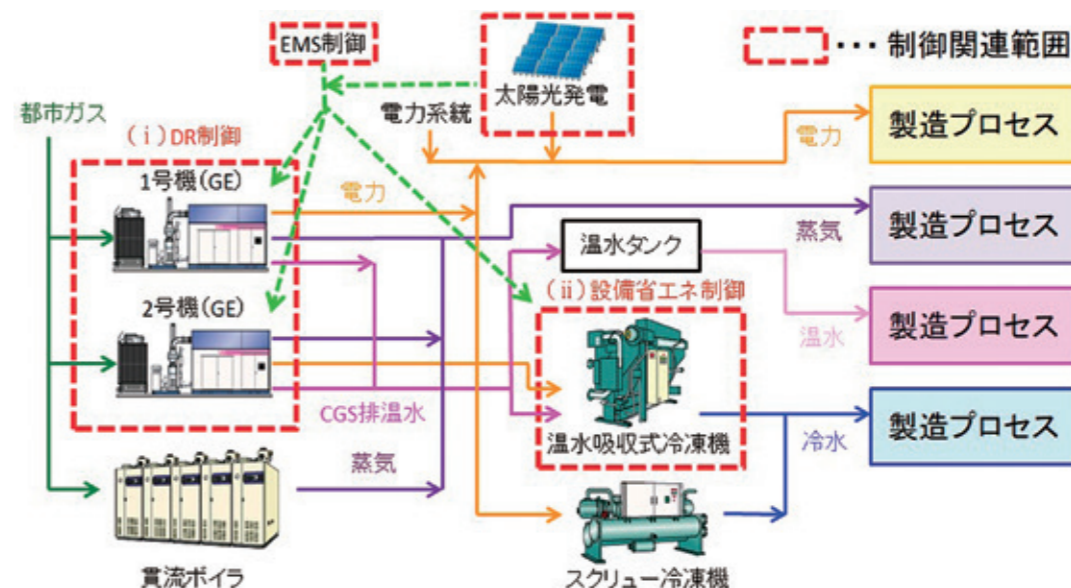 EMS制御
・・・ 制御関連範囲
太陽光発電
電力系統
都市ガス
(ⅰ)DR制御
電力
製造プロセス
1号機(GE)
電力
蒸気
製造プロセス
温水タンク
(ⅱ)設備省エネ制御
2号機(GE)
温水
製造プロセス
CGS排温水
温水吸収式冷凍機
冷水
製造プロセス
蒸気
貫流ボイラ
スクリュー冷凍機